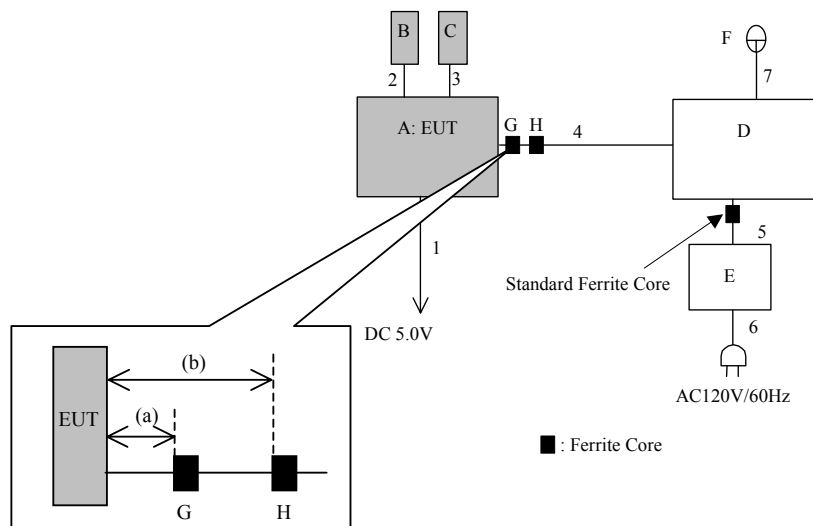 B
C
F
2
3
7
A: EUT
G
H
4
D
1
5
Standard Ferrite Core
E
DC 5.0V
6
AC120V/60Hz
(b)
(a)
EUT
G
H
: Ferrite Core